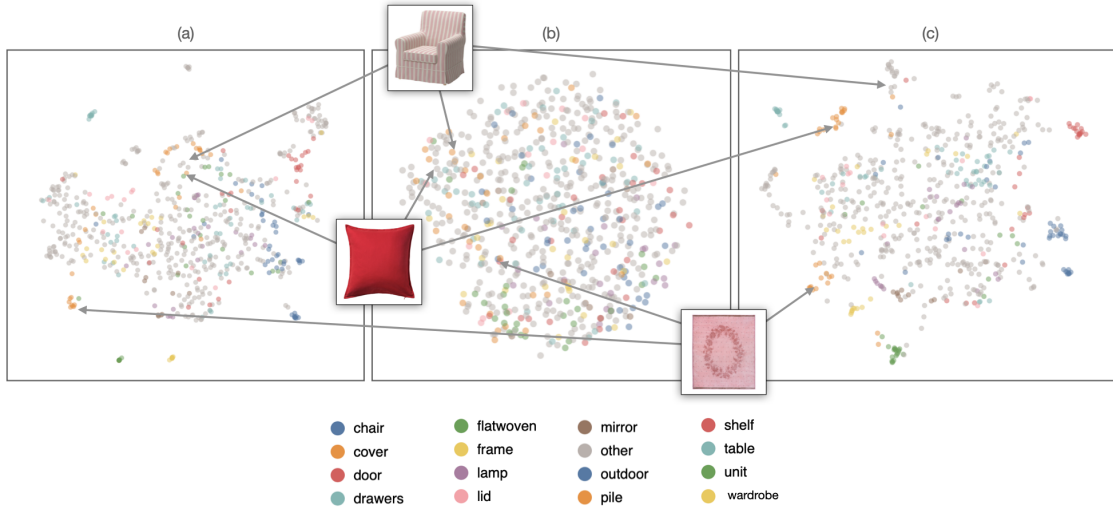 (a)
(b)
(c)
chair
cover
door
drawers
flatwoven
frame
lamp
lid
mirror
other
outdoor
pile
shelf
table
unit
wardrobe